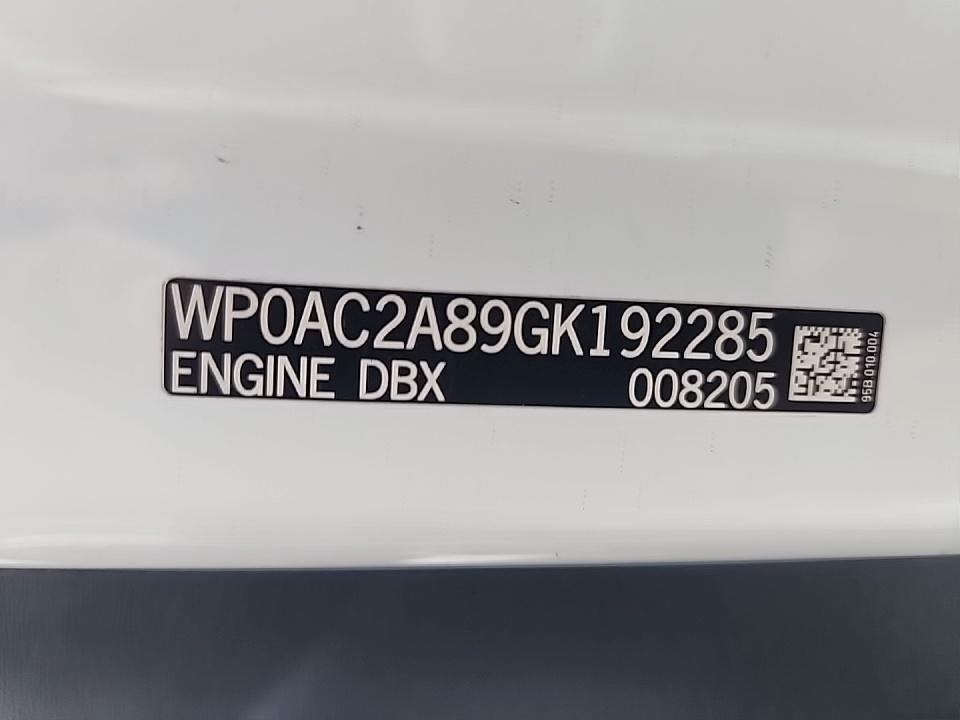 WP0AC2A89GK192285
ENGINE DBX 008205
95B.010.004